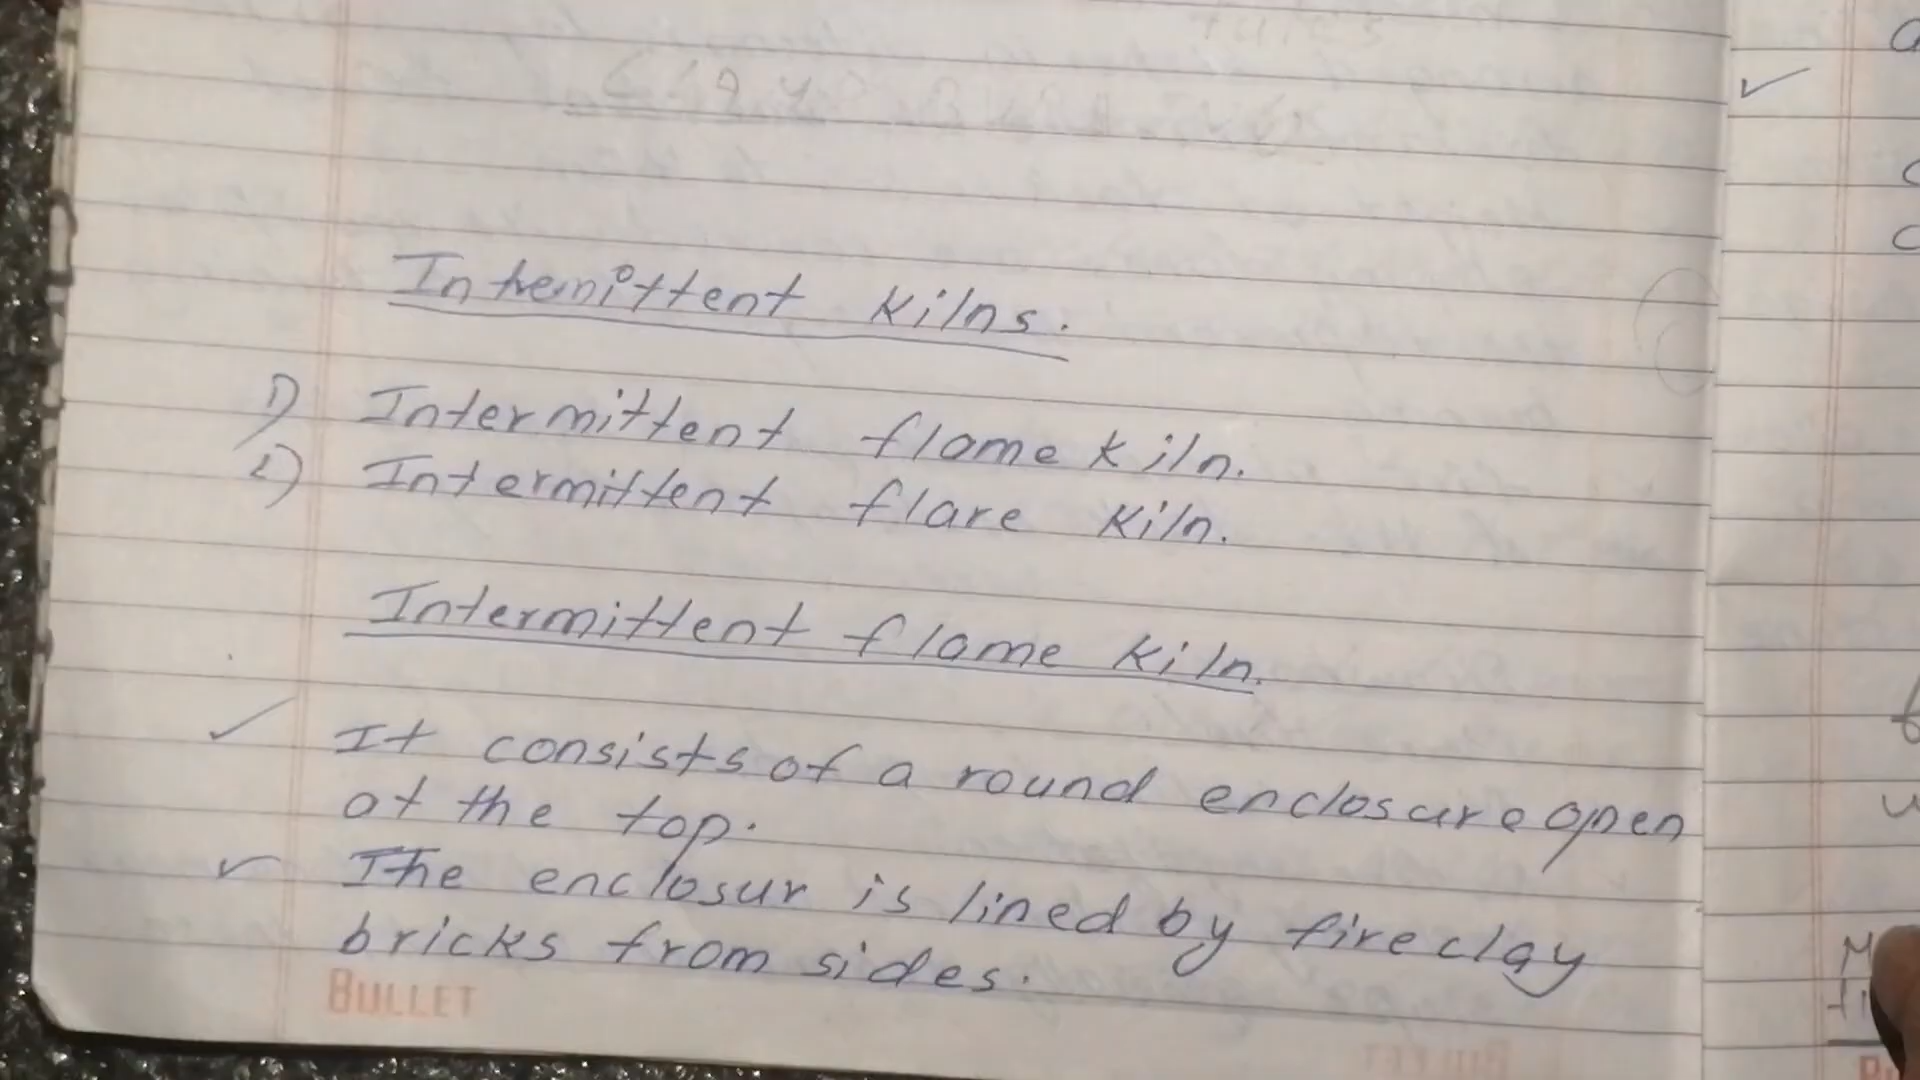 Intemittent Kilns.
1) Intermittent flame kiln.
2) Intermittent flare Kiln.
Intermittent flame Kiln.
✓ It consists of a round enclosure open
at the top.
✓ The enclosur is lined by fireclay
bricks from sides.
BULLET